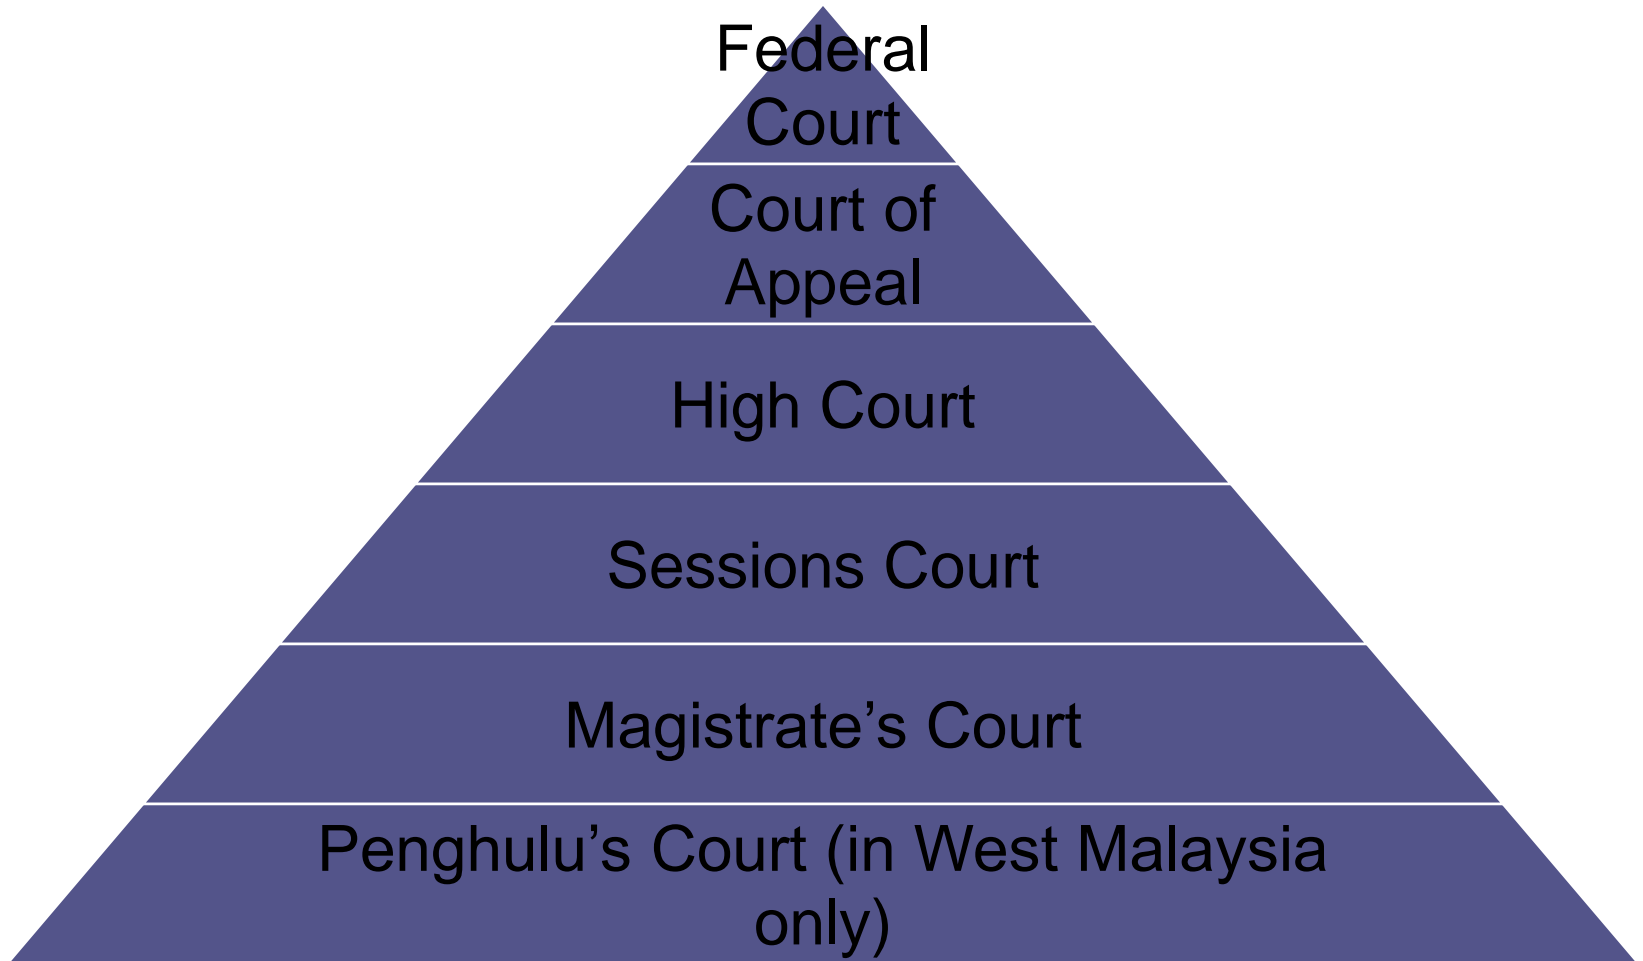 Federal
Court
Court of
Appeal
High Court
Sessions Court
Magistrate’s Court
Penghulu’s Court (in West Malaysia
only)